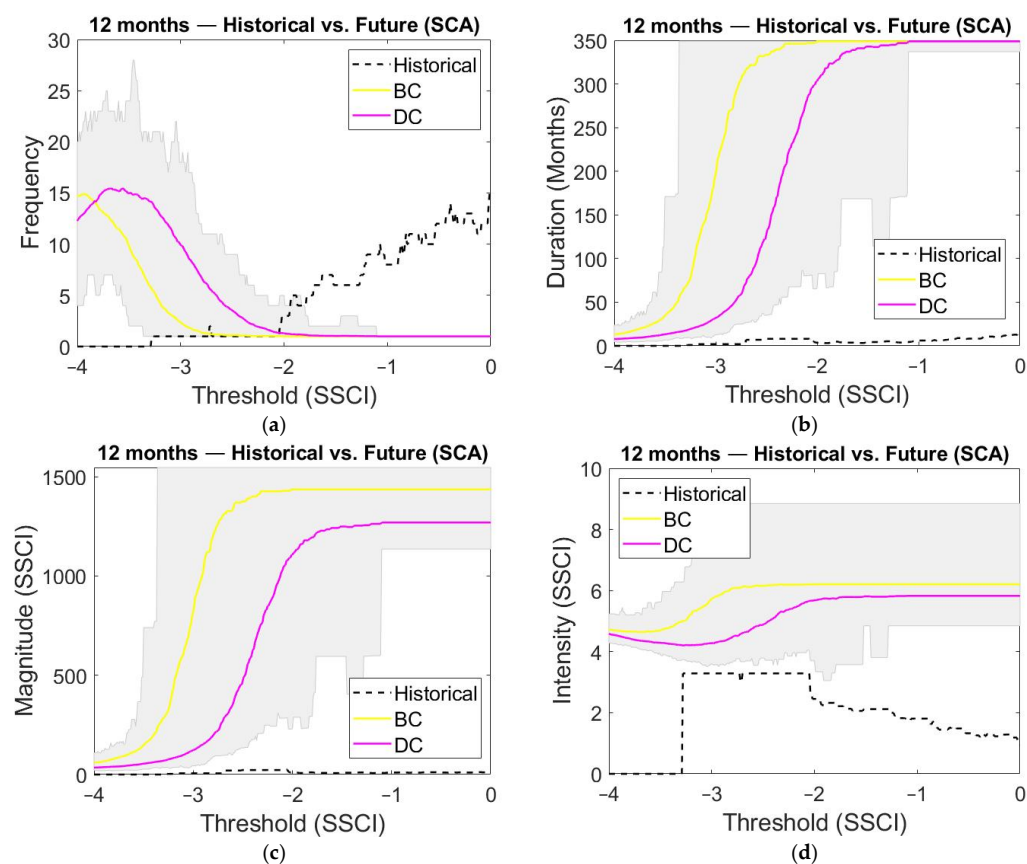 12 months — Historical vs. Future (SCA)
30
25
20
15
10
5
0
Frequency
Historical
BC
DC
−4
−3
−2
−1
0
Threshold (SSCI)
(a)
12 months — Historical vs. Future (SCA)
350
300
250
200
150
100
50
0
Duration (Months)
Historical
BC
DC
−4
−3
−2
−1
0
Threshold (SSCI)
(b)
12 months — Historical vs. Future (SCA)
1500
1000
500
0
Magnitude (SSCI)
Historical
BC
DC
−4
−3
−2
−1
0
Threshold (SSCI)
(c)
12 months — Historical vs. Future (SCA)
10
8
6
4
2
0
Intensity (SSCI)
Historical
BC
DC
−4
−3
−2
−1
0
Threshold (SSCI)
(d)